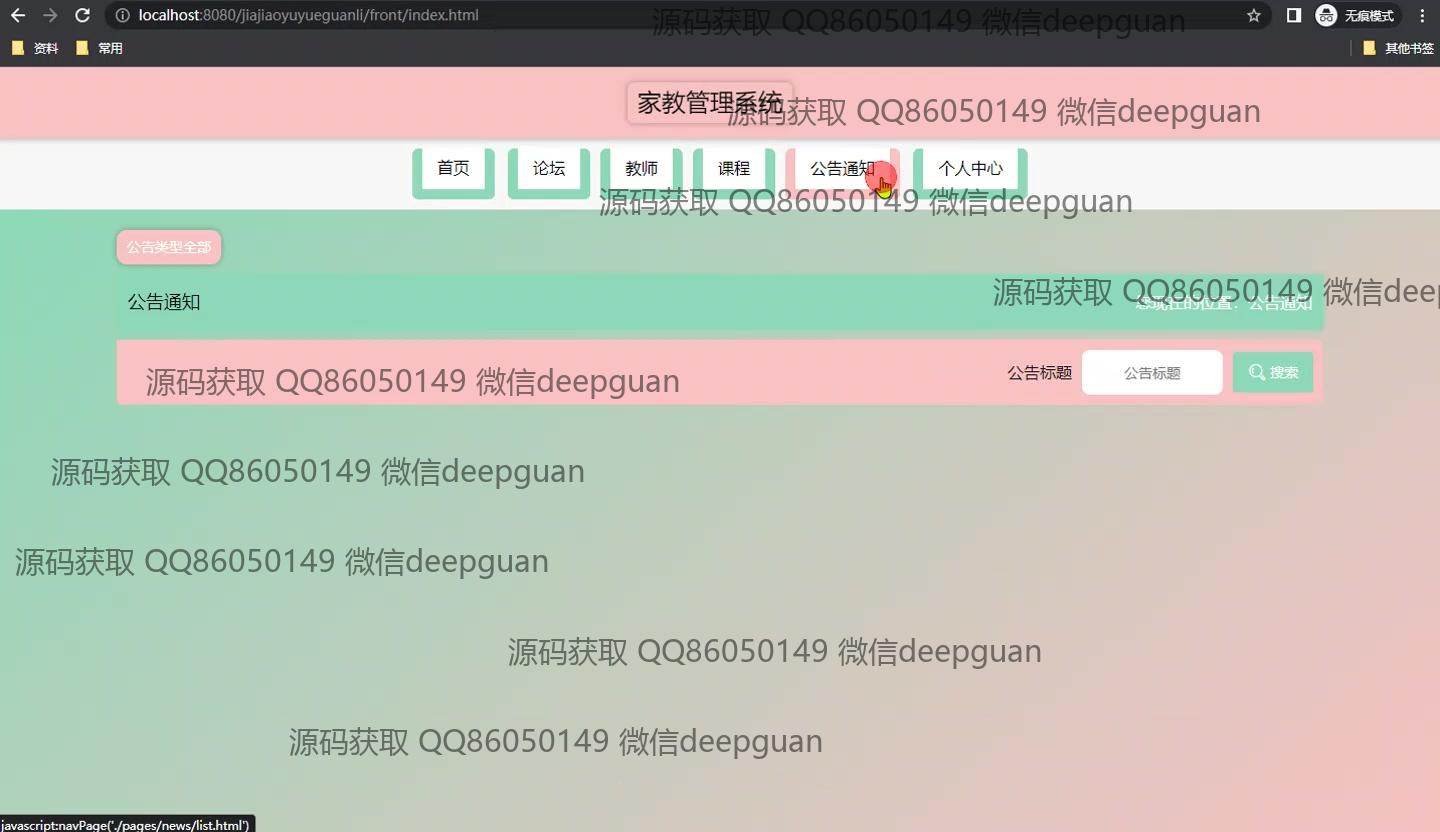 localhost:8080/jiajiaoyuyueguanli/front/index.html
无痕模式
源码获取 QQ86050149 微信deepguan
资料
常用
其他书签
家教管理系统
源码获取 QQ86050149 微信deepguan
首页
论坛
教师
课程
公告通知
个人中心
源码获取 QQ86050149 微信deepguan
公告类型全部
公告通知
您现在的位置：公告通知
源码获取 QQ86050149 微信deep
公告标题
公告标题
搜索
源码获取 QQ86050149 微信deepguan
源码获取 QQ86050149 微信deepguan
源码获取 QQ86050149 微信deepguan
源码获取 QQ86050149 微信deepguan
源码获取 QQ86050149 微信deepguan
javascript:navPage('./pages/news/list.html')